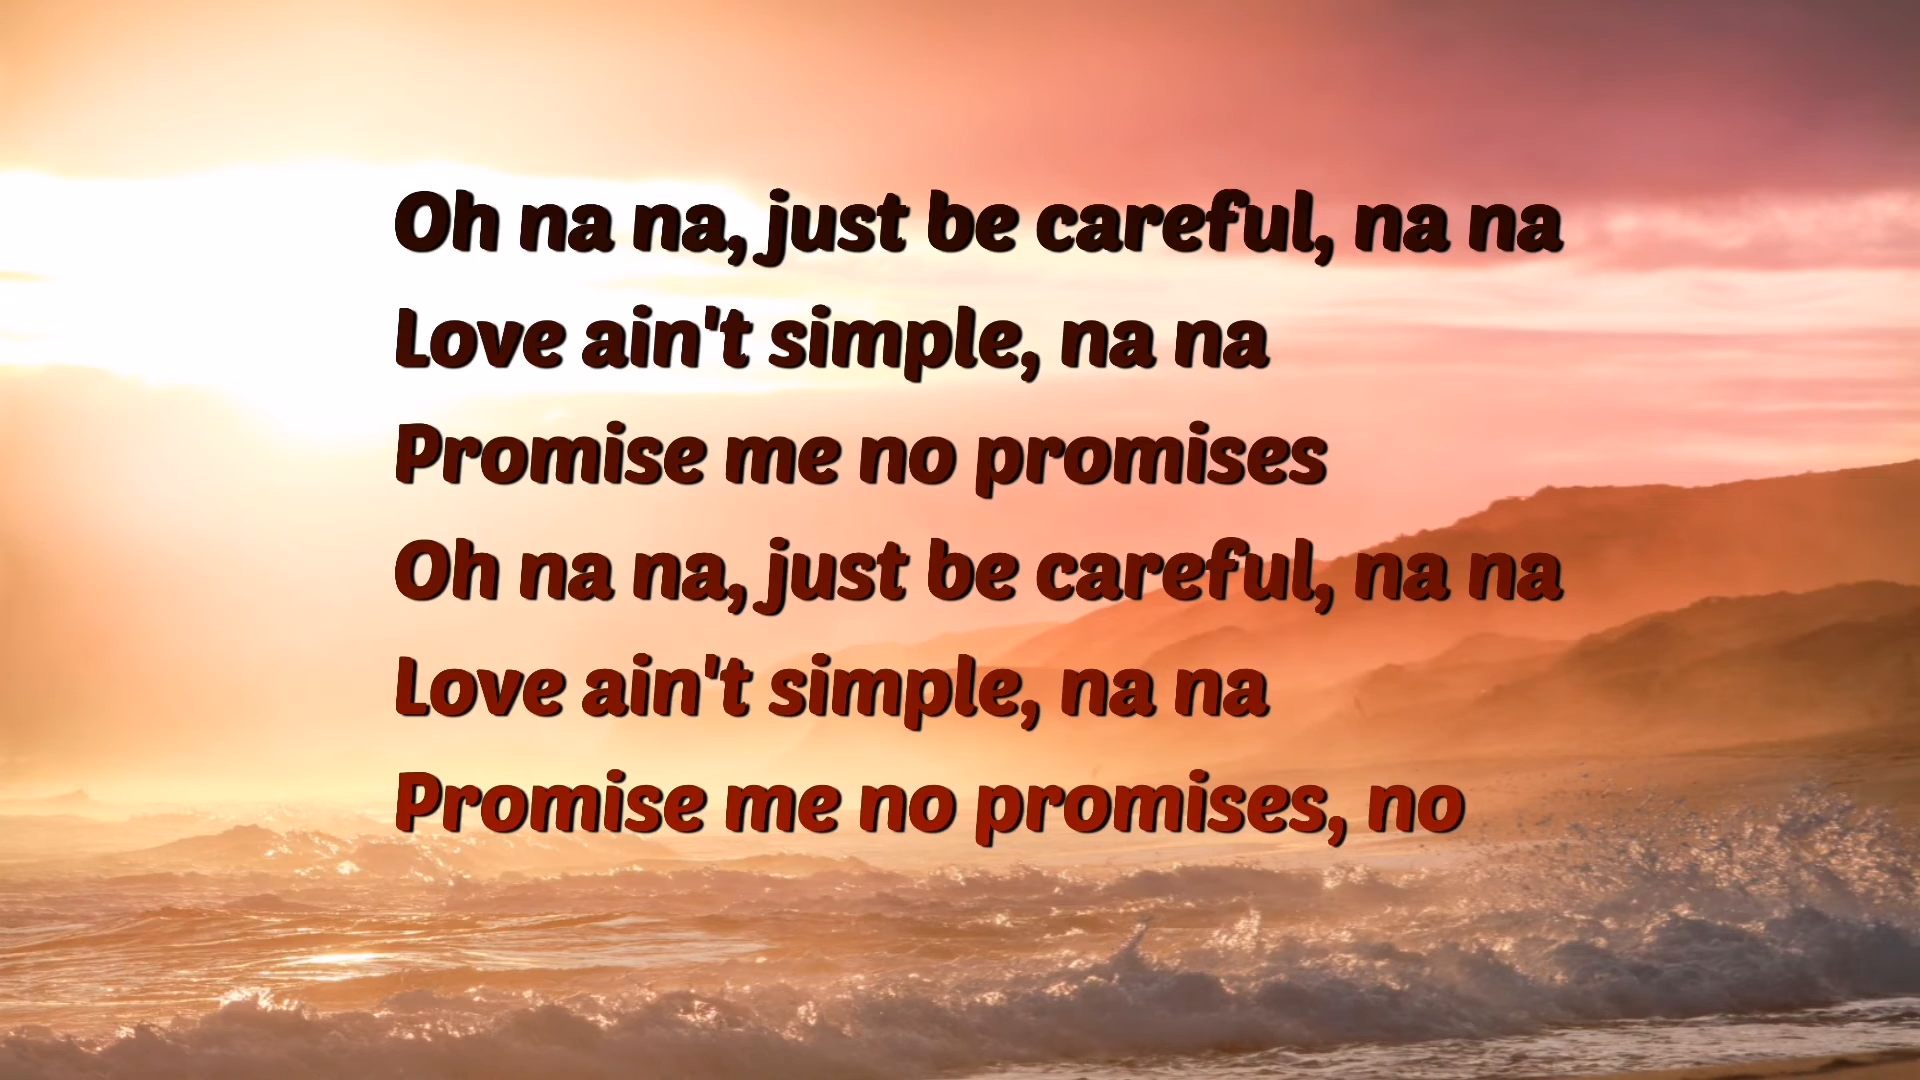 Oh na na, just be careful, na na
Love ain't simple, na na
Promise me no promises
Oh na na, just be careful, na na
Love ain't simple, na na
Promise me no promises, no